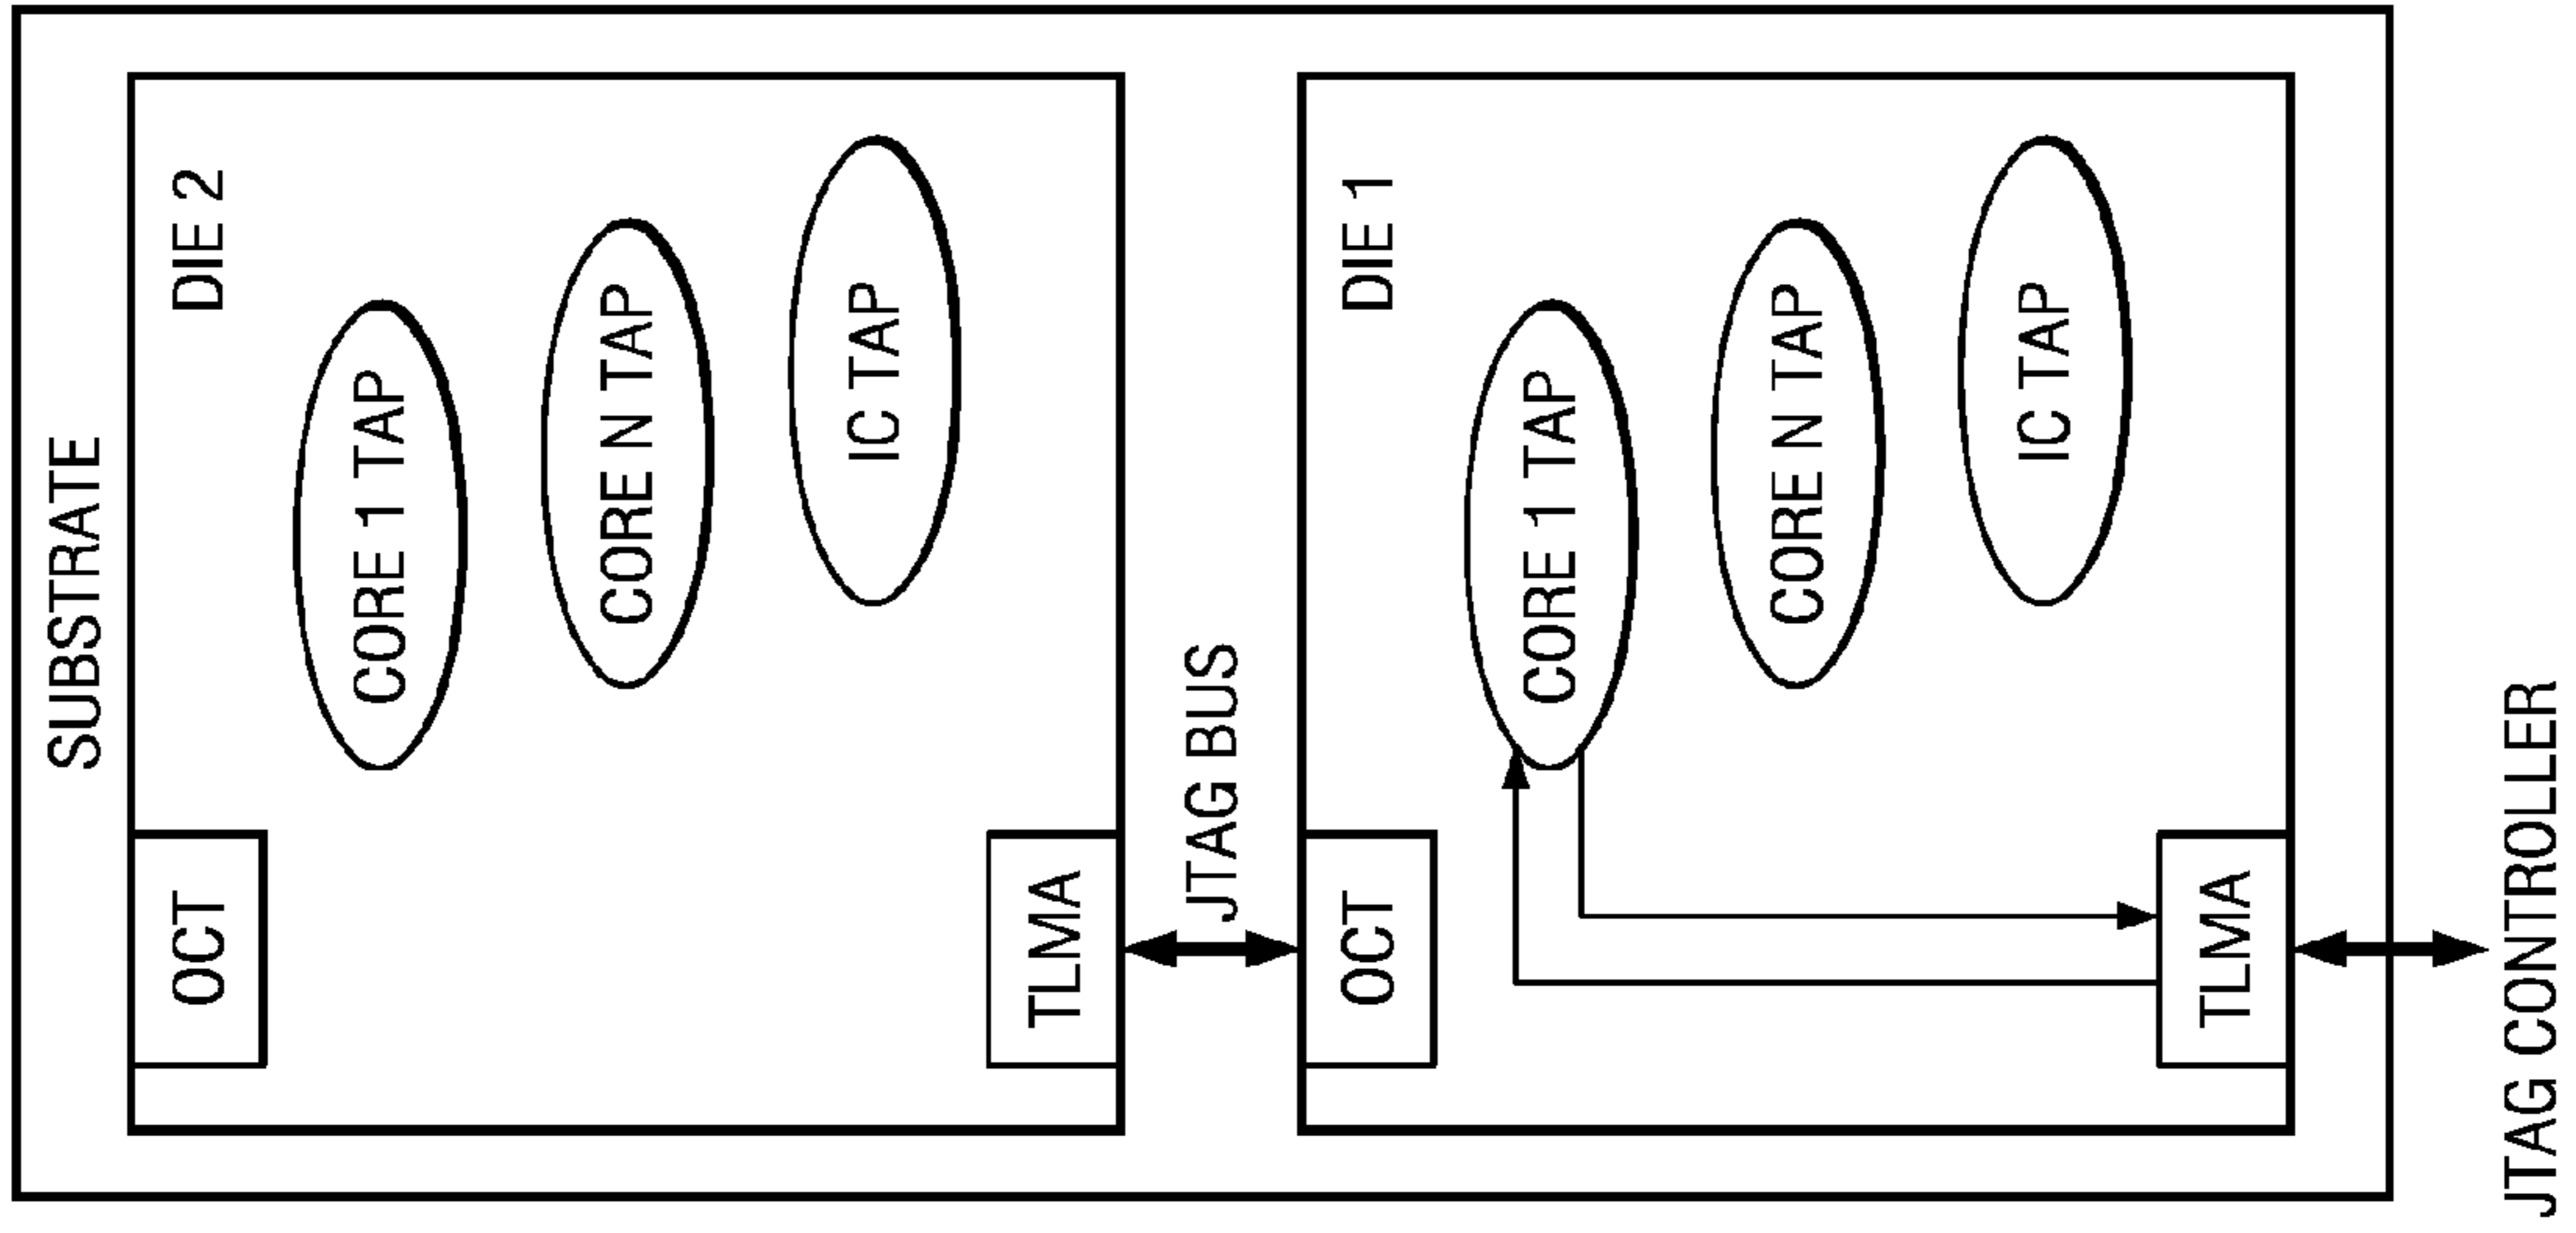 SUBSTRATE
DIE 2
OCT
CORE 1 TAP
CORE N TAP
IC TAP
TLMA
JTAG BUS
DIE 1
OCT
CORE 1 TAP
CORE N TAP
IC TAP
TLMA
JTAG CONTROLLER